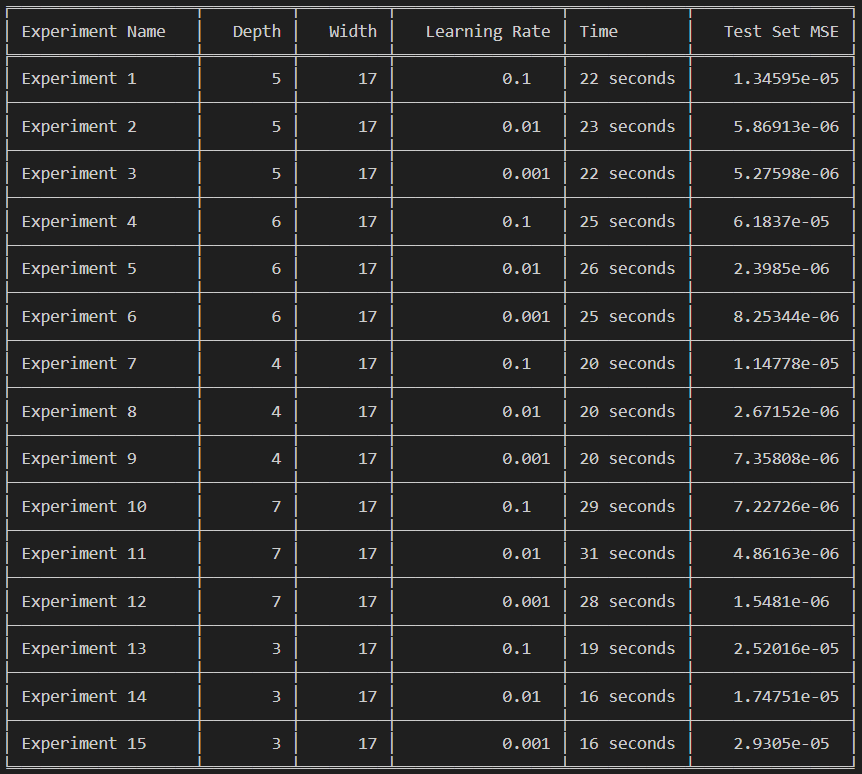 Experiment Name Depth Width Learning Rate Time Test Set MSE
Experiment 1 5 17 0.1 22 seconds 1.34595e-05
Experiment 2 5 17 0.01 23 seconds 5.86913e-06
Experiment 3 5 17 0.001 22 seconds 5.27598e-06
Experiment 4 6 17 0.1 25 seconds 6.1837e-05
Experiment 5 6 17 0.01 26 seconds 2.3985e-06
Experiment 6 6 17 0.001 25 seconds 8.25344e-06
Experiment 7 4 17 0.1 20 seconds 1.14778e-05
Experiment 8 4 17 0.01 20 seconds 2.67152e-06
Experiment 9 4 17 0.001 20 seconds 7.35808e-06
Experiment 10 7 17 0.1 29 seconds 7.22726e-06
Experiment 11 7 17 0.01 31 seconds 4.86163e-06
Experiment 12 7 17 0.001 28 seconds 1.5481e-06
Experiment 13 3 17 0.1 19 seconds 2.52016e-05
Experiment 14 3 17 0.01 16 seconds 1.74751e-05
Experiment 15 3 17 0.001 16 seconds 2.9305e-05